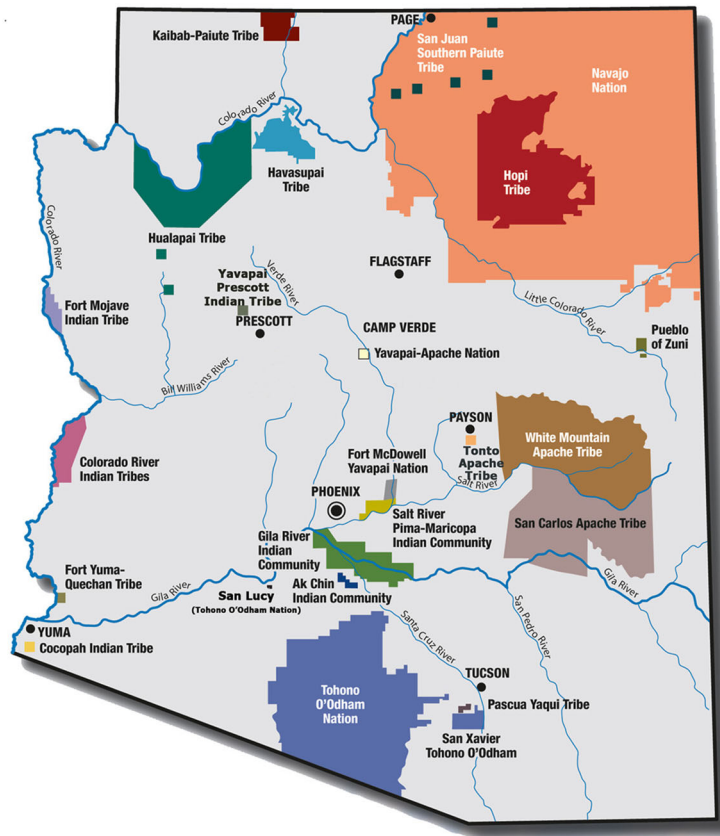 PAGE
Kaibab-Paiute Tribe
San Juan
Southern Paiute
Tribe
Navajo
Nation
Colorado River
Hopi
Tribe
Havasupai
Tribe
Colorado River
Hualapai Tribe
FLAGSTAFF
Yavapai
Prescott
Indian Tribe
Verde River
Fort Mojave
Indian Tribe
PRESCOTT
Little Colorado River
CAMP VERDE
Pueblo
of Zuni
Yavapai-Apache Nation
Bill Williams River
PAYSON
White Mountain
Apache Tribe
Tonto
Apache
Tribe
Fort McDowell
Yavapai Nation
Colorado River
Indian Tribes
Salt River
PHOENIX
Salt River
Pima-Maricopa
Indian Community
San Carlos Apache Tribe
Gila River
Indian
Community
Fort Yuma-
Quechan Tribe
Gila River
San Lucy
(Tohono O'Odham Nation)
Ak Chin
Indian Community
Gila River
San Pedro River
Santa Cruz River
YUMA
Cocopah Indian Tribe
TUCSON
Tohono
O'Odham
Nation
Pascua Yaqui Tribe
San Xavier
Tohono O'Odham